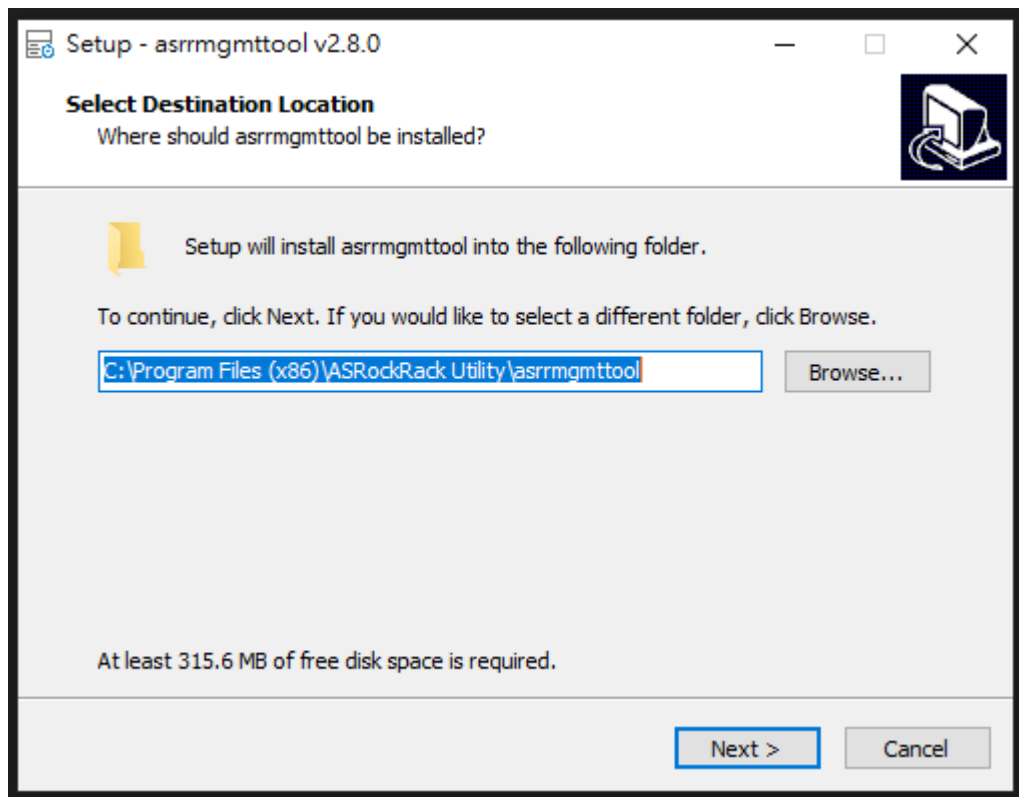 Setup - asrrmgmttool v2.8.0
Select Destination Location
Where should asrrmgmttool be installed?
Setup will install asrrmgmttool into the following folder.
To continue, click Next. If you would like to select a different folder, click Browse.
C:\Program Files (x86)\ASRockRack Utility\asrrmgmttool
Browse...
At least 315.6 MB of free disk space is required.
Next >
Cancel